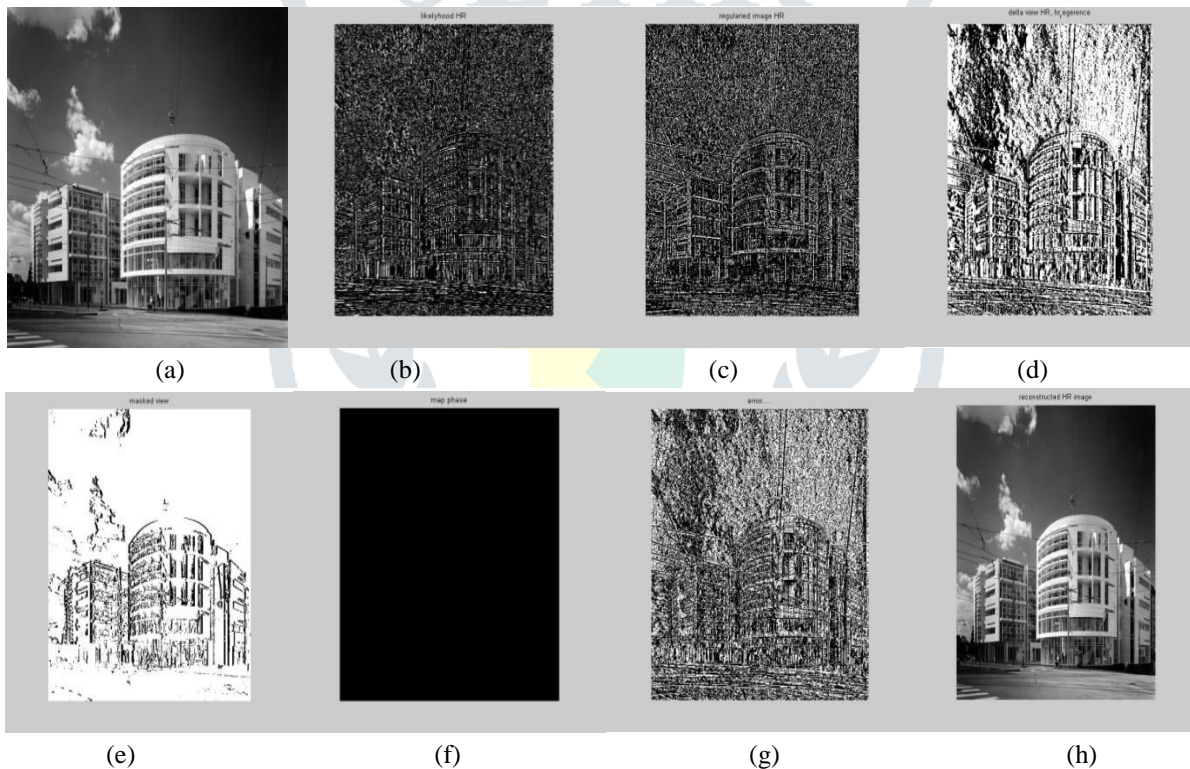 likelyhood HR
regularied image HR
delta view HR, hr,egerence
(a)
(b)
(c)
(d)
masked view
map phase
error.....
reconstructed HR image
(e)
(f)
(g)
(h)